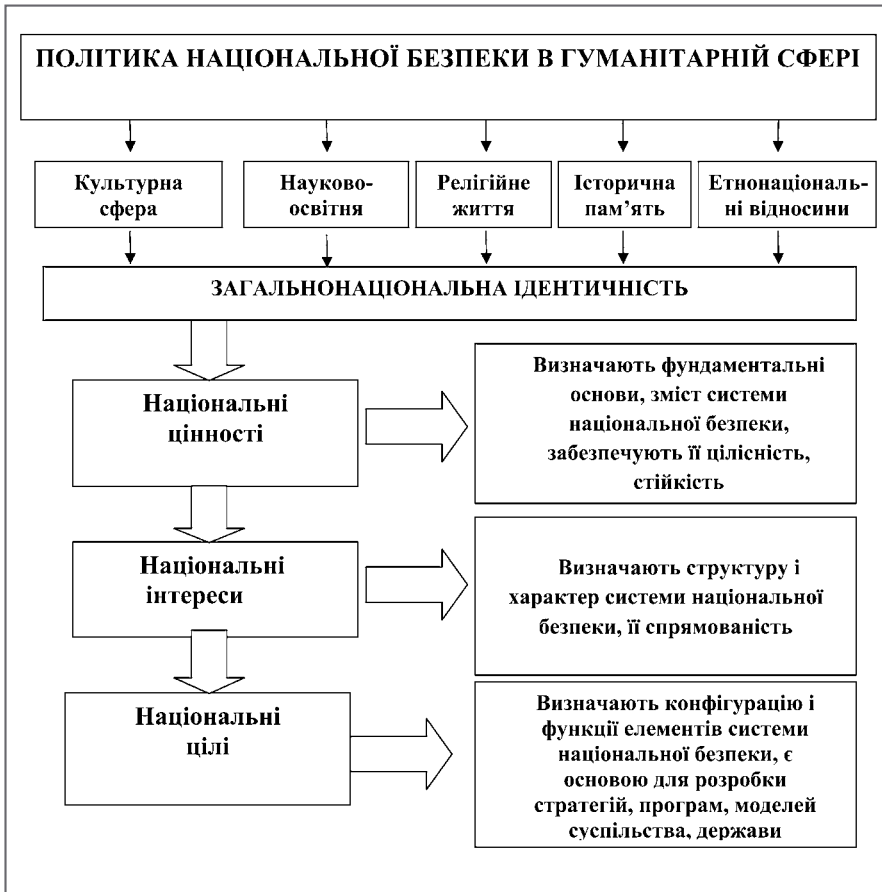 ПОЛІТИКА НАЦІОНАЛЬНОЇ БЕЗПЕКИ В ГУМАНІТАРНІЙ СФЕРІ
Культурна
сфера
Науково-
освітня
Релігійне
життя
Історична
пам’ять
Етнонаціональ-
ні відносини
ЗАГАЛЬНОНАЦІОНАЛЬНА ІДЕНТИЧНІСТЬ
Національні
цінності
Визначають фундаментальні
основи, зміст системи
національної безпеки,
забезпечують її цілісність,
стійкість
Національні
інтереси
Визначають структуру і
характер системи національної
безпеки, її спрямованість
Національні
цілі
Визначають конфігурацію і
функції елементів системи
національної безпеки, є
основою для розробки
стратегій, програм, моделей
суспільства, держави